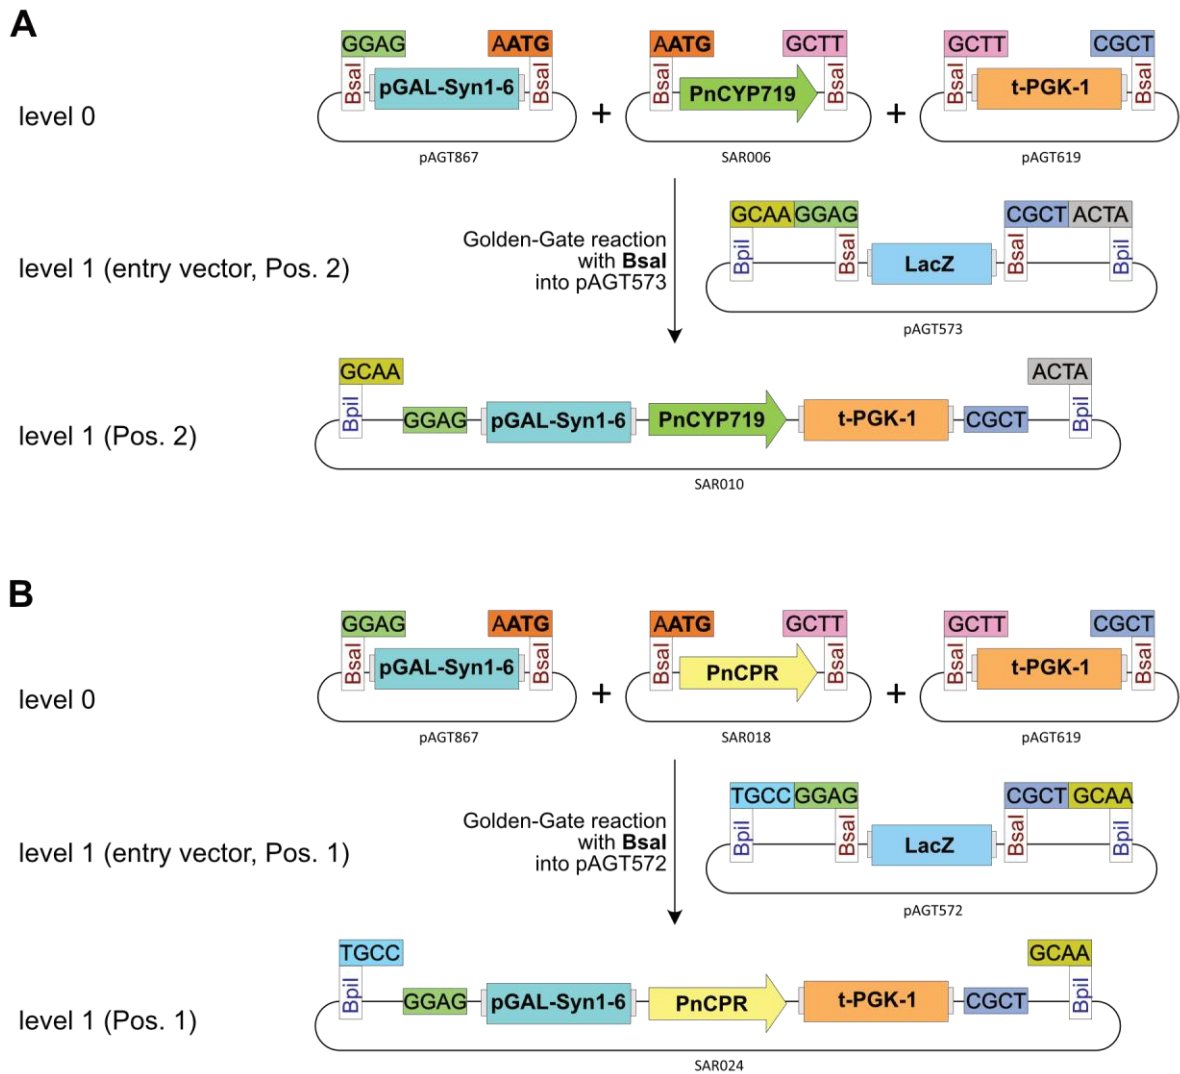 A
GGAG AATG AATG GCTT GCTT CGCT
level 0
BsaI pGAL-Syn1-6 BsaI + BsaI PnCYP719 BsaI + BsaI t-PGK-1 BsaI
pAGT867 SAR006 pAGT619
GCAA GGAG CGCT ACTA
Golden-Gate reaction
with BsaI
into pAGT573
level 1 (entry vector, Pos. 2)
BpiI BsaI LacZ BsaI BpiI
pAGT573
GCAA ACTA
level 1 (Pos. 2)
BpiI GGAG pGAL-Syn1-6 PnCYP719 t-PGK-1 CGCT BpiI
SAR010
B
GGAG AATG AATG GCTT GCTT CGCT
level 0
BsaI pGAL-Syn1-6 BsaI + BsaI PnCPR BsaI + BsaI t-PGK-1 BsaI
pAGT867 SAR018 pAGT619
TGCC GGAG CGCT GCAA
Golden-Gate reaction
with BsaI
into pAGT572
level 1 (entry vector, Pos. 1)
BpiI BsaI LacZ BsaI BpiI
pAGT572
TGCC GCAA
level 1 (Pos. 1)
BpiI GGAG pGAL-Syn1-6 PnCPR t-PGK-1 CGCT BpiI
SAR024